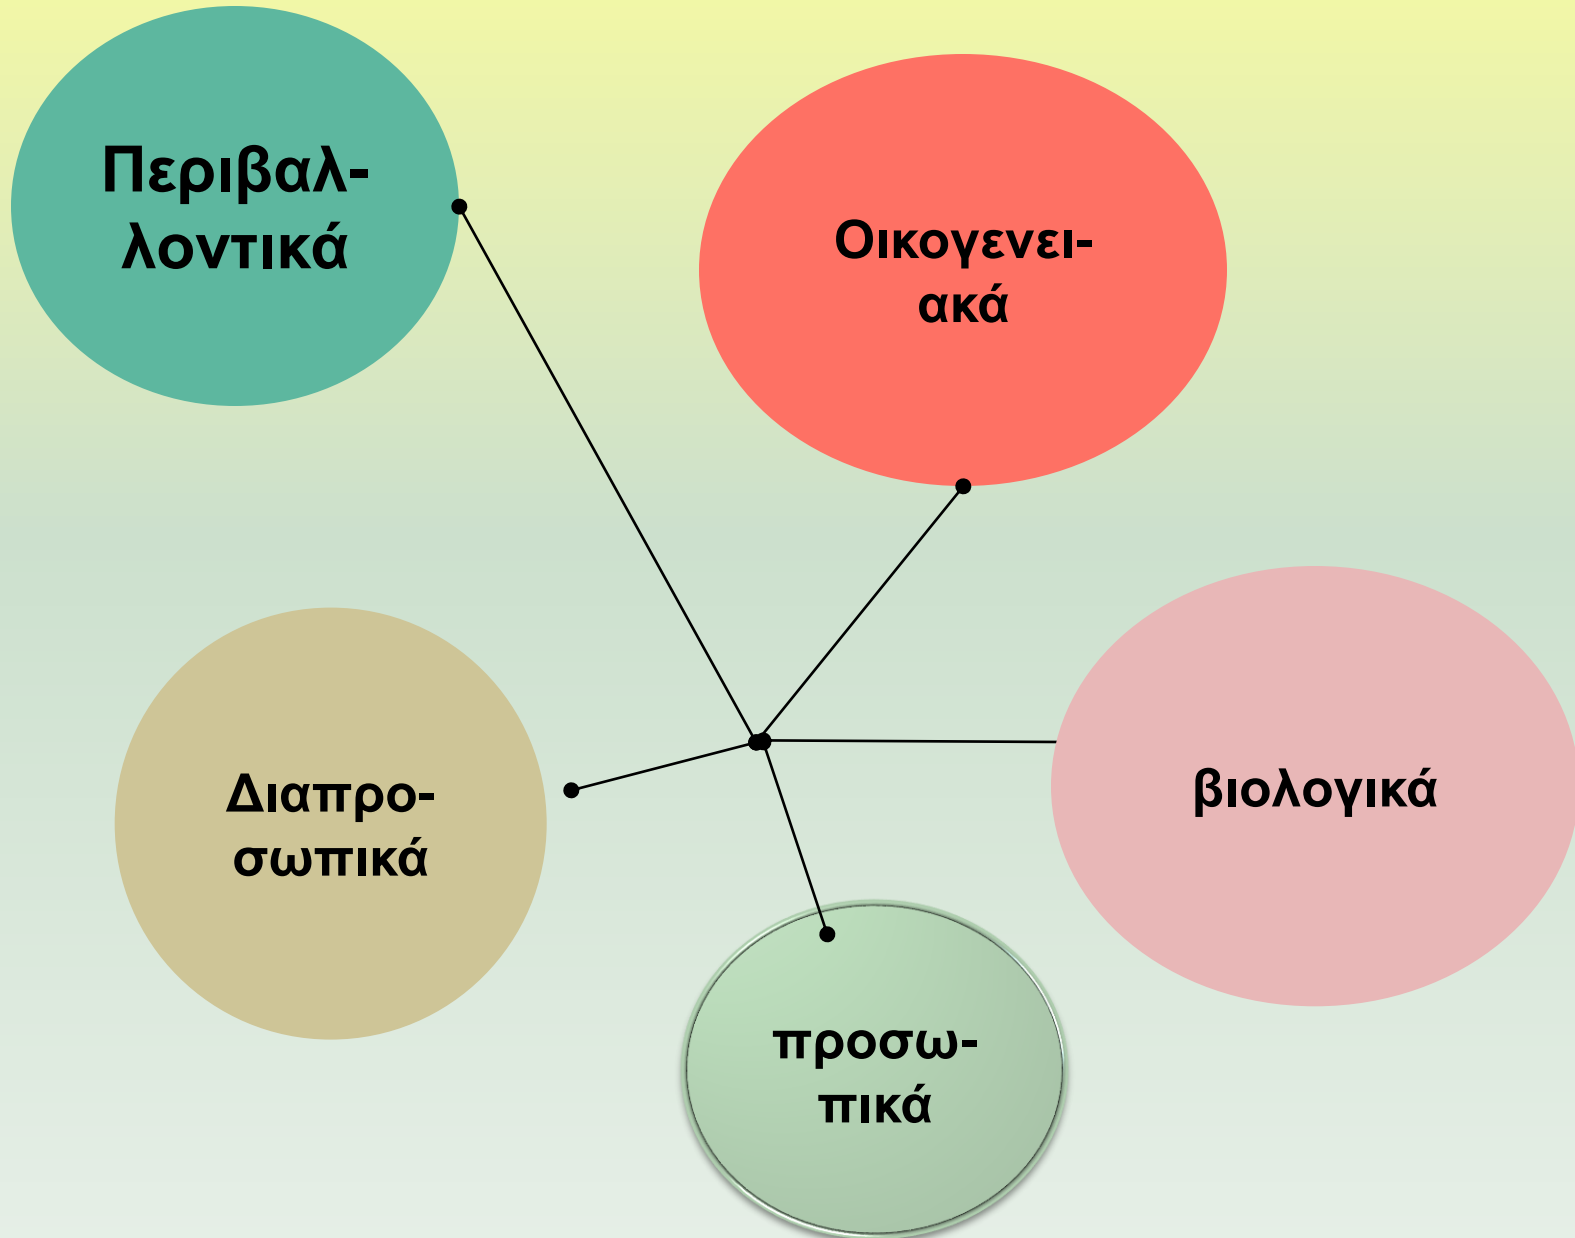 Περιβαλ-
λοντικά
Οικογενει-
ακά
Διαπρο-
σωπικά
βιολογικά
προσω-
πικά